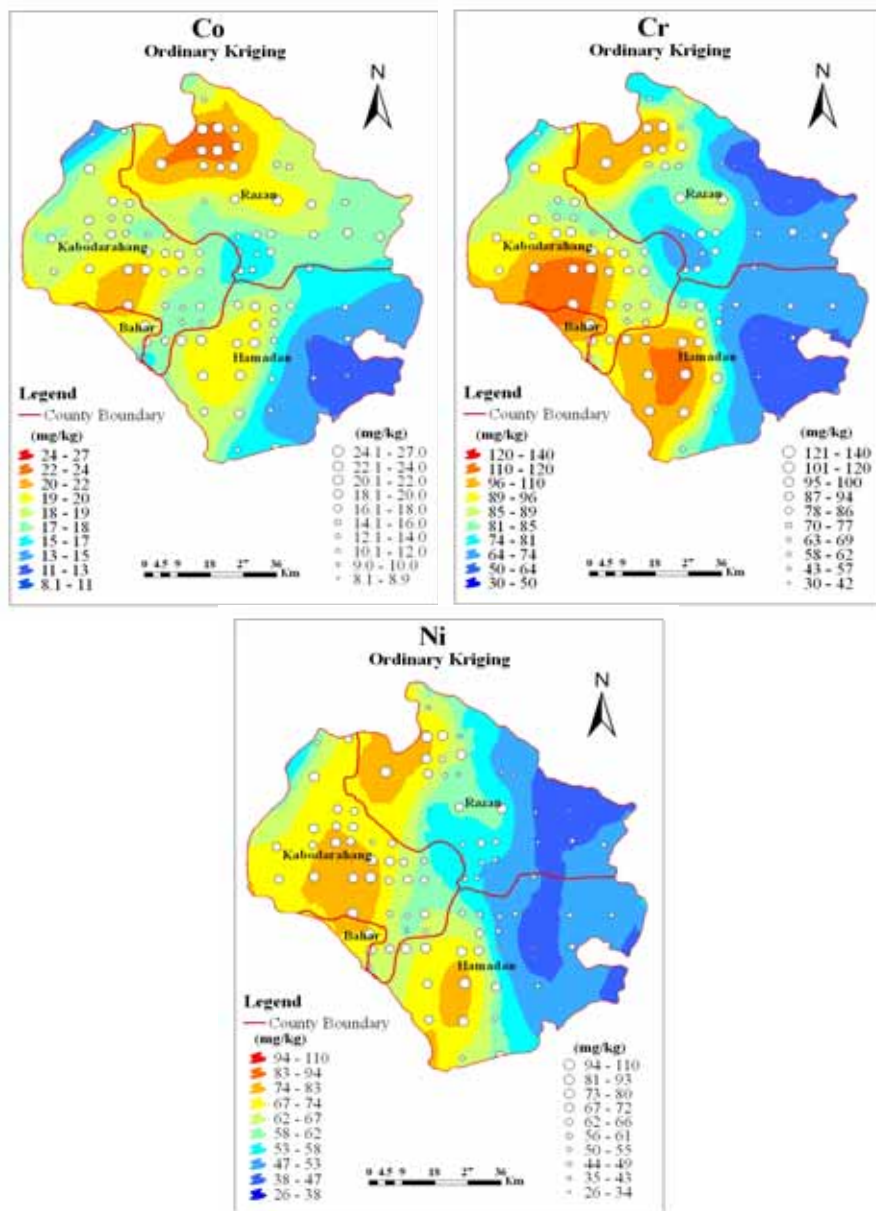 Co
Ordinary Kriging
N
Razan
Kabodarahang
Bahar
Hamadan
Legend
County Boundary
(mg/kg)
24 - 27
22 - 24
20 - 22
19 - 20
18 - 19
17 - 18
15 - 17
13 - 15
11 - 13
8.1 - 11
(mg/kg)
24.1 - 27.0
22.1 - 24.0
20.1 - 22.0
18.1 - 20.0
16.1 - 18.0
14.1 - 16.0
12.1 - 14.0
10.1 - 12.0
9.0 - 10.0
8.1 - 8.9
0 4.5 9 18 27 36
Km
Cr
Ordinary Kriging
N
Razan
Kabodarahang
Bahar
Hamadan
Legend
County Boundary
(mg/kg)
120 - 140
110 - 120
96 - 110
89 - 96
85 - 89
81 - 85
74 - 81
64 - 74
50 - 64
30 - 50
(mg/kg)
121 - 140
101 - 120
95 - 100
87 - 94
78 - 86
70 - 77
63 - 69
58 - 62
43 - 57
30 - 42
0 4.5 9 18 27 36
Km
Ni
Ordinary Kriging
N
Razan
Kabodarahang
Bahar
Hamadan
Legend
County Boundary
(mg/kg)
94 - 110
83 - 94
74 - 83
67 - 74
62 - 67
58 - 62
53 - 58
47 - 53
38 - 47
26 - 38
(mg/kg)
94 - 110
81 - 93
73 - 80
67 - 72
62 - 66
56 - 61
50 - 55
44 - 49
35 - 43
26 - 34
0 4.5 9 18 27 36
Km